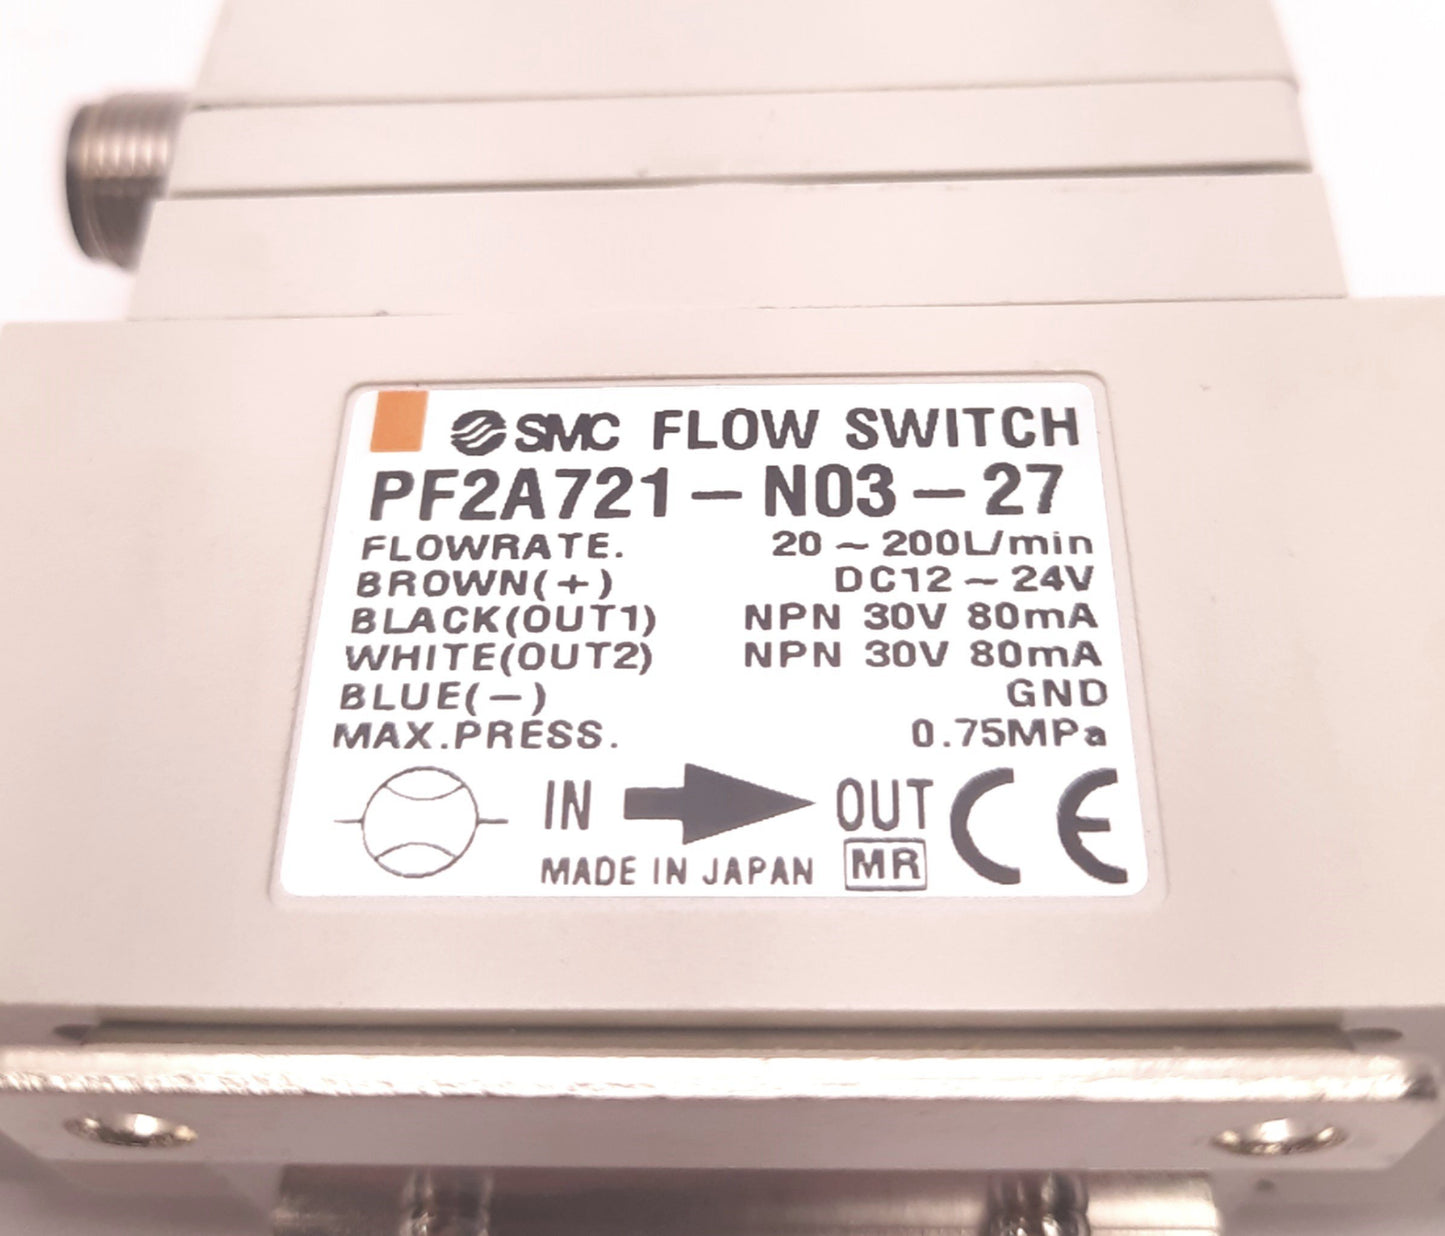 SMC FLOW SWITCH
PF2A721-N03-27
FLOWRATE. 20~200L/min
BROWN(+) DC12~24V
BLACK(OUT1) NPN 30V 80mA
WHITE(OUT2) NPN 30V 80mA
BLUE(-) GND
MAX.PRESS. 0.75MPa
IN OUT CE
MADE IN JAPAN MR